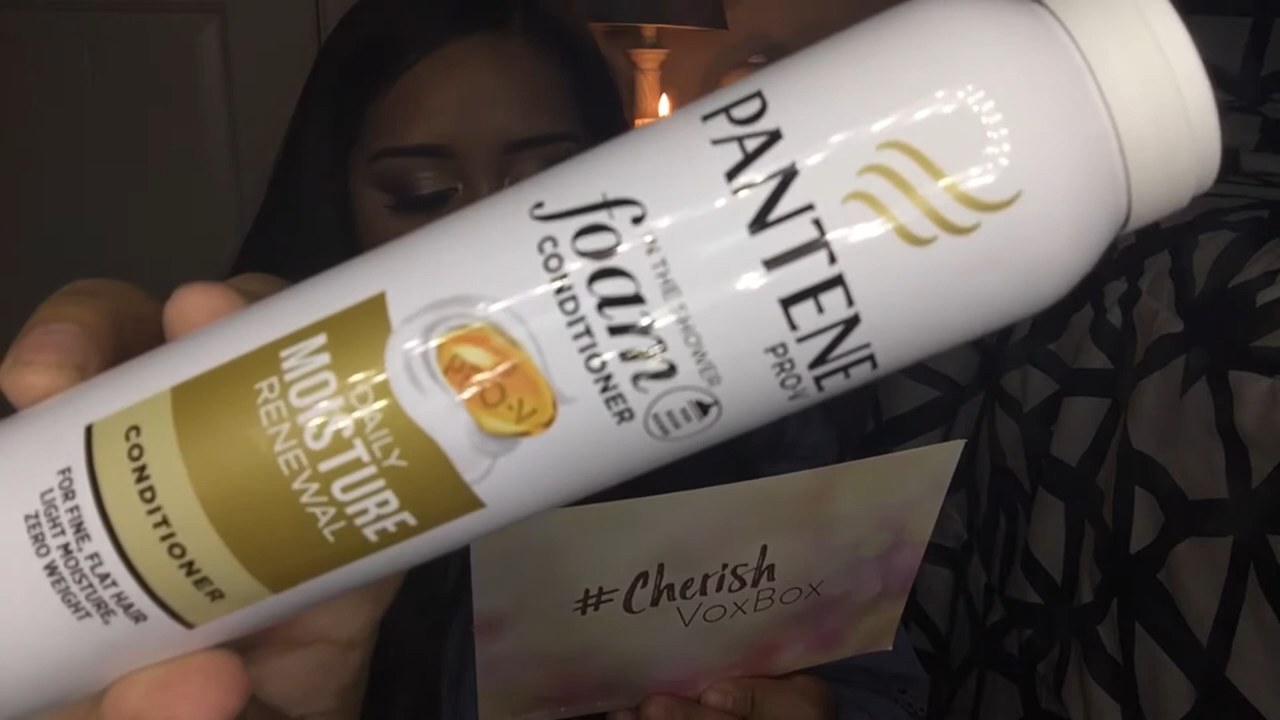 PANTENE
PROV
IN THE SHOWER
foam
CONDITIONER
PRO-V
DAILY
MOISTURE
RENEWAL
CONDITIONER
FOR FINE, FLAT HAIR
LIGHT MOISTURE,
ZERO WEIGHT
#Cherish
VoxBox